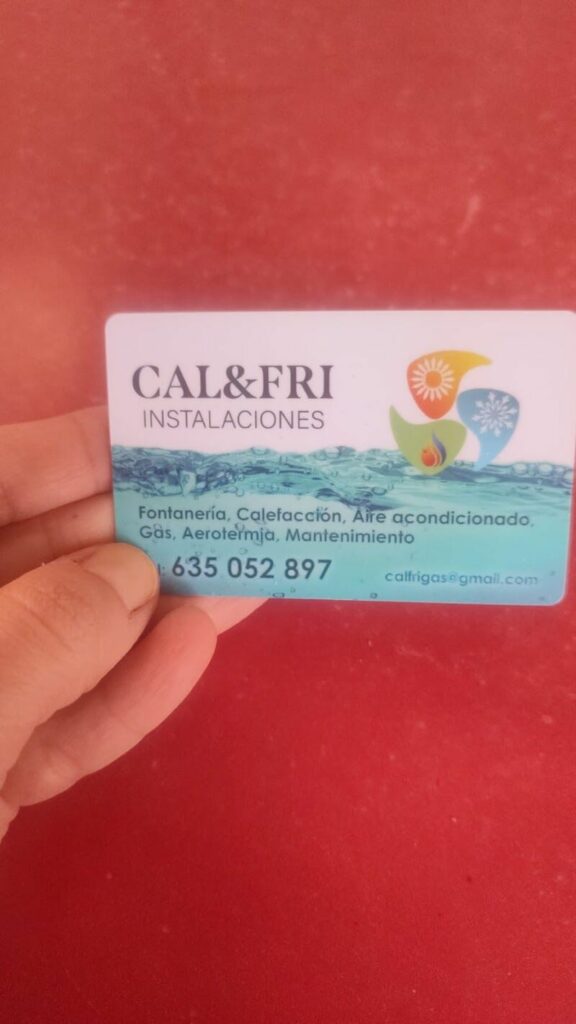 CAL&FRI
INSTALACIONES
Fontanería, Calefacción, Aire acondicionado,
Gas, Aerotermia, Mantenimiento
635 052 897
calfrigas@gmail.com